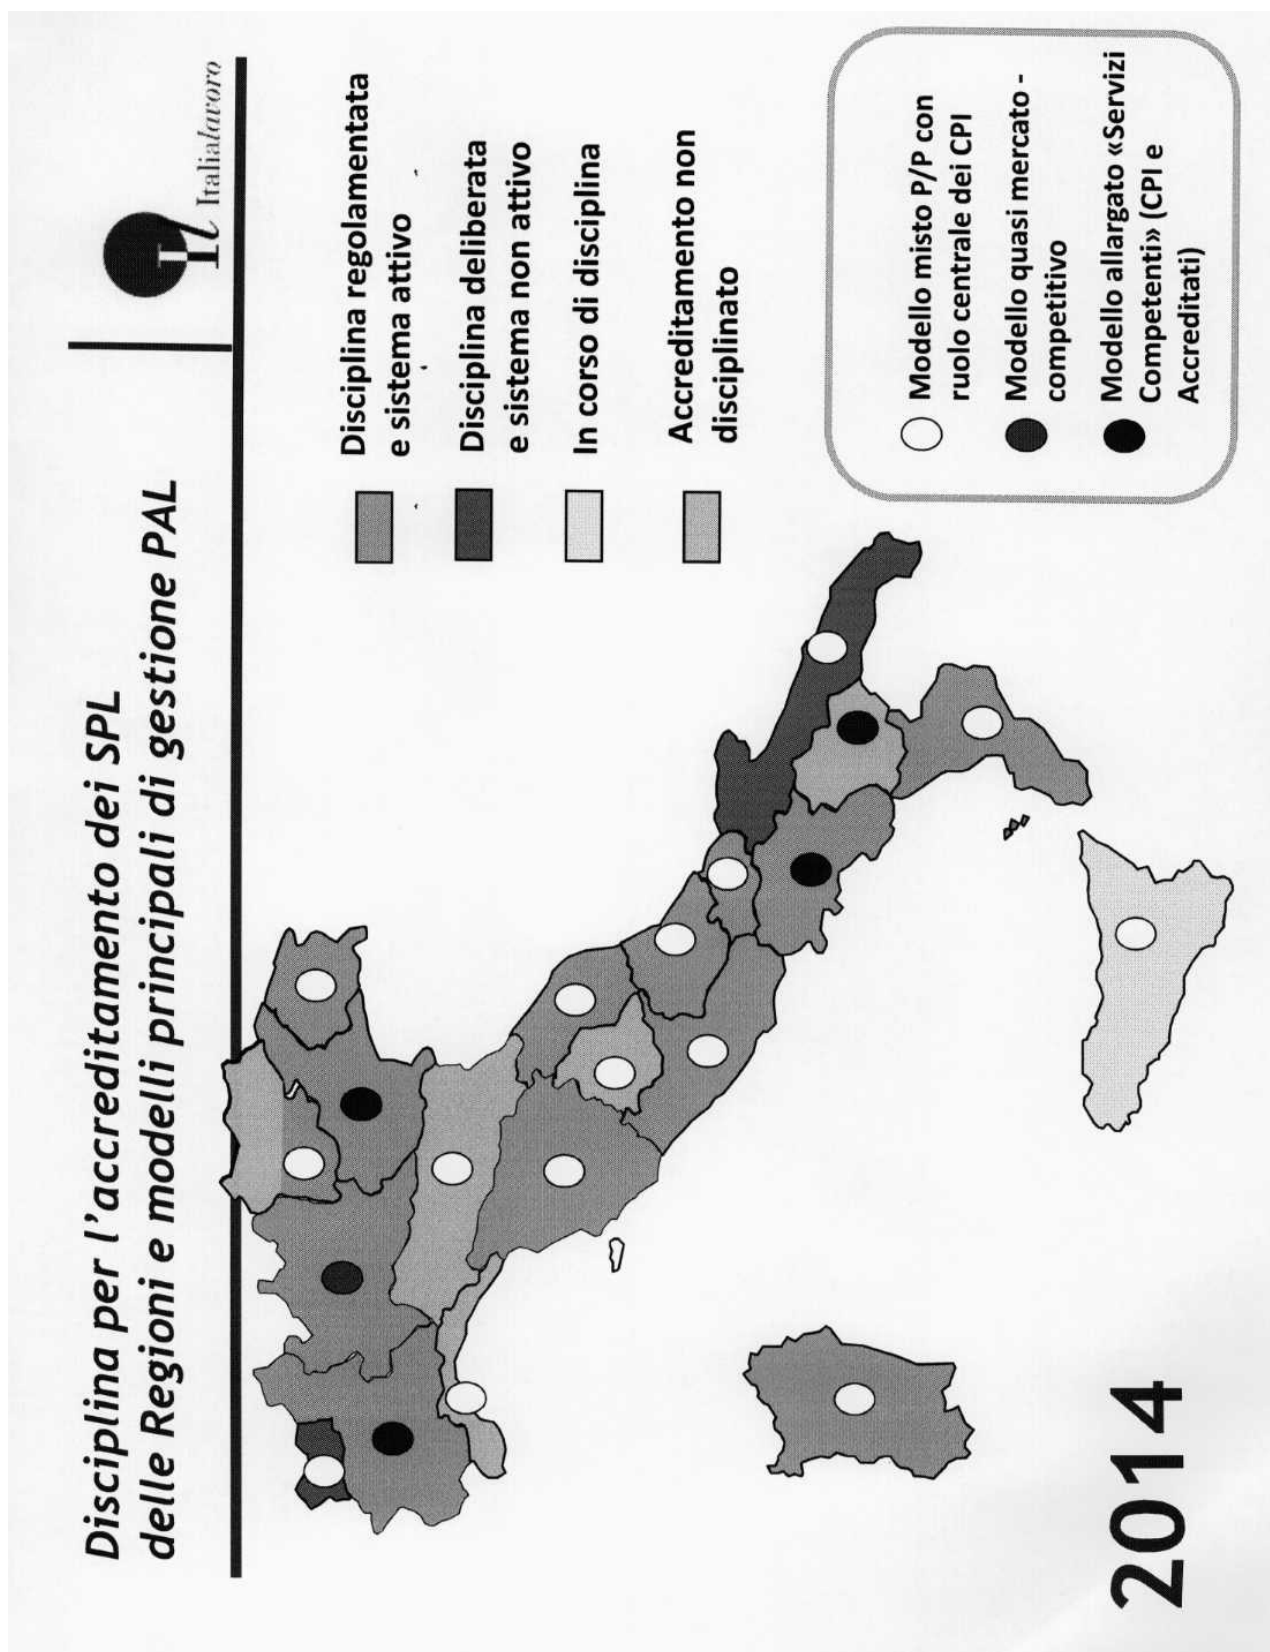 Disciplina per l'accreditamento dei SPL
delle Regioni e modelli principali di gestione PAL
Il Italialavoro
Disciplina regolamentata
e sistema attivo
Disciplina deliberata
e sistema non attivo
In corso di disciplina
Accreditamento non
disciplinato
Modello misto P/P con
ruolo centrale dei CPI
Modello quasi mercato -
competitivo
Modello allargato «Servizi
Competenti» (CPI e
Accreditati)
2014